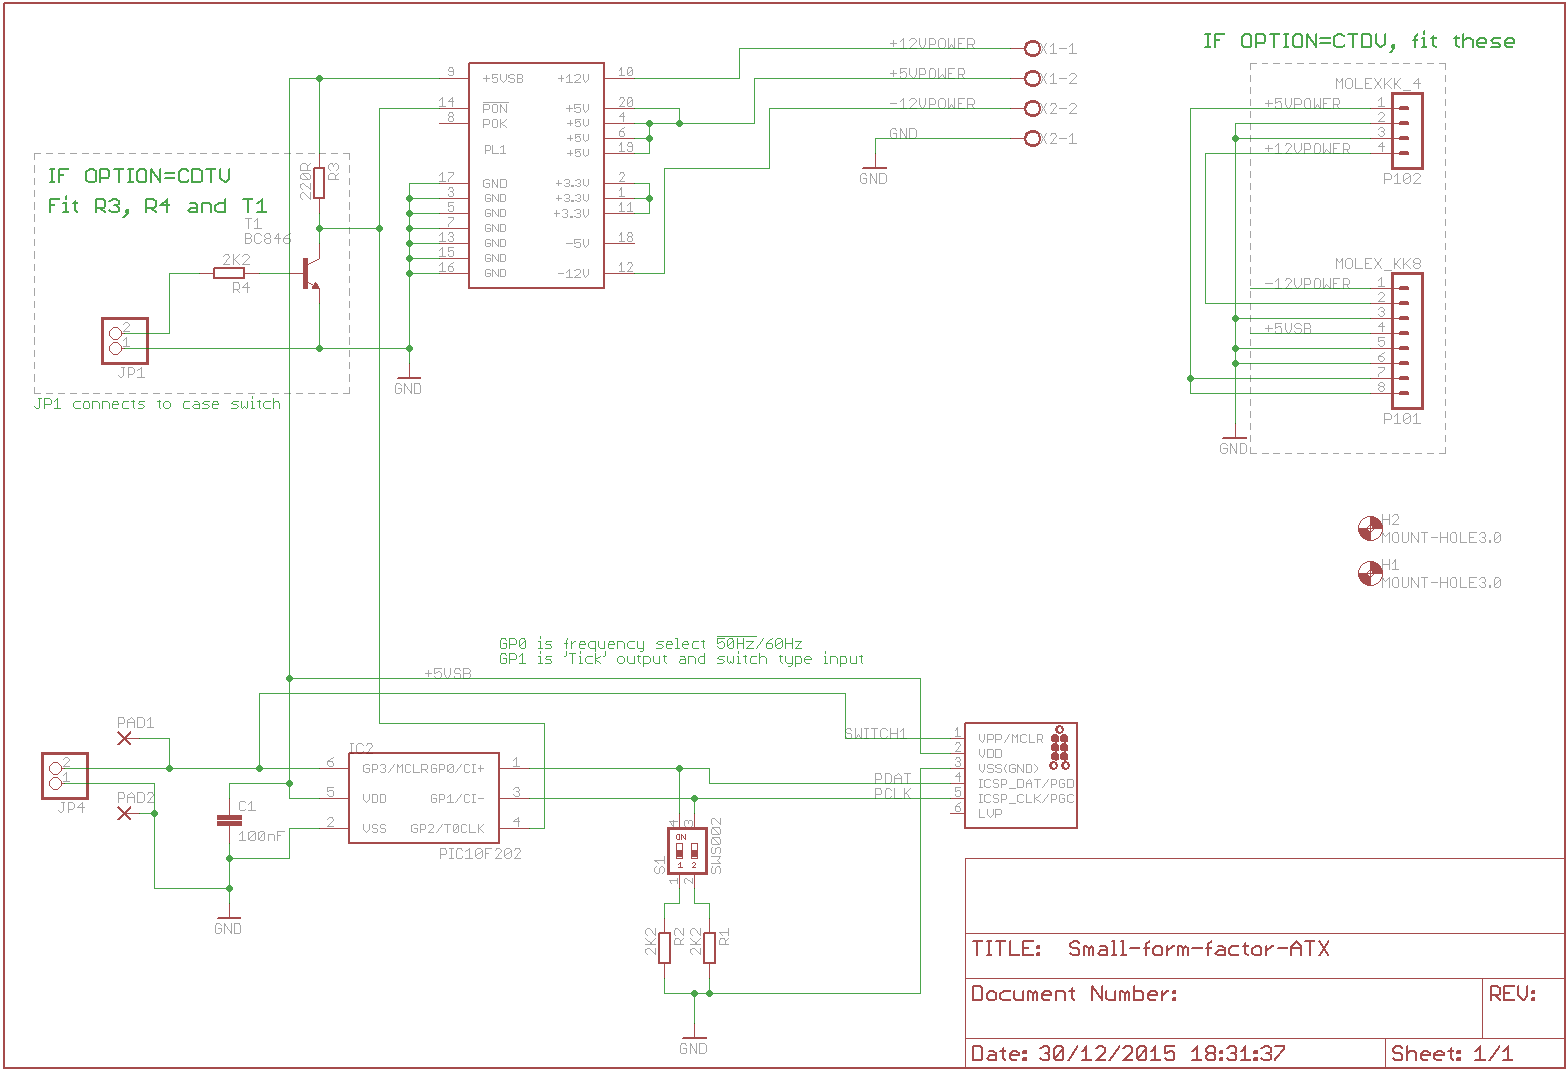 IF OPTION=CTDV, fit these
+12VPOWER
X1-1
+5VPOWER
X1-2
-12VPOWER
X2-2
GND
X2-1
GND
9
+5VSB
+12V
10
14
PON
+5V
20
8
POK
+5V
4
+5V
6
PL1
+5V
19
17
GND
+3.3V
2
3
GND
+3.3V
1
5
GND
+3.3V
11
7
GND
13
GND
-5V
18
15
GND
16
GND
-12V
12
IF OPTION=CDTV
Fit R3, R4 and T1
220R
R3
T1
BC846
2K2
R4
2
1
JP1
JP1 connects to case switch
GND
MOLEXKK_4
+5VPOWER
1
2
3
+12VPOWER
4
P102
MOLEX_KK8
-12VPOWER
1
2
3
+5VSB
4
5
6
7
8
P101
GND
H2
MOUNT-HOLE3.0
H1
MOUNT-HOLE3.0
GP0 is frequency select 50Hz/60Hz
GP1 is 'Tick' output and switch type input
+5VSB
PAD1
2
1
JP4
PAD2
C1
100nF
GND
IC2
6
GP3/MCLR
GP0/CI+
1
5
VDD
GP1/CI-
3
2
VSS
GP2/T0CLK
4
PIC10F202
SWITCH1
1
VPP/MCLR
2
VDD
3
VSS(GND)
PDAT
4
ICSP_DAT/PGD
PCLK
5
ICSP_CLK/PGC
6
LVP
4
3
ON
1
2
S1
SWS002
1
2
2K2
R2
2K2
R1
GND
TITLE: Small-form-factor-ATX
Document Number:
REV:
Date: 30/12/2015 18:31:37
Sheet: 1/1